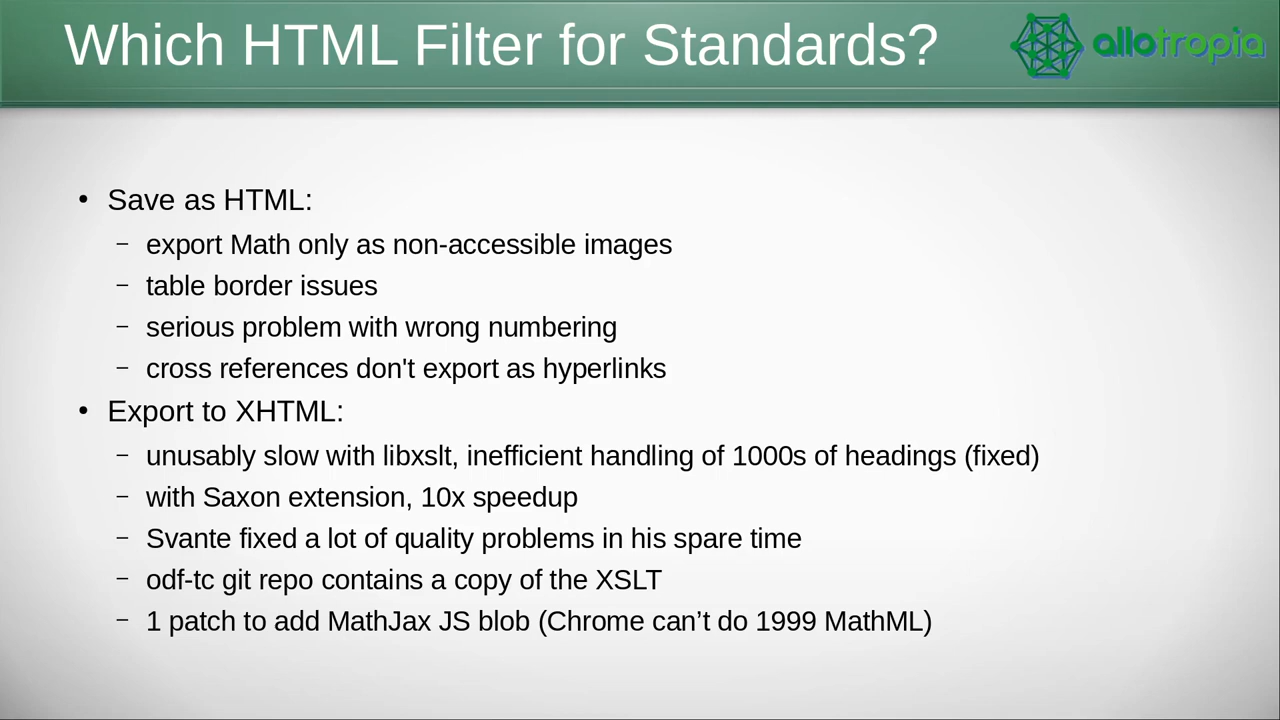 Which HTML Filter for Standards?
allotropia
• Save as HTML:
– export Math only as non-accessible images
– table border issues
– serious problem with wrong numbering
– cross references don't export as hyperlinks
• Export to XHTML:
– unusably slow with libxslt, inefficient handling of 1000s of headings (fixed)
– with Saxon extension, 10x speedup
– Svante fixed a lot of quality problems in his spare time
– odf-tc git repo contains a copy of the XSLT
– 1 patch to add MathJax JS blob (Chrome can’t do 1999 MathML)